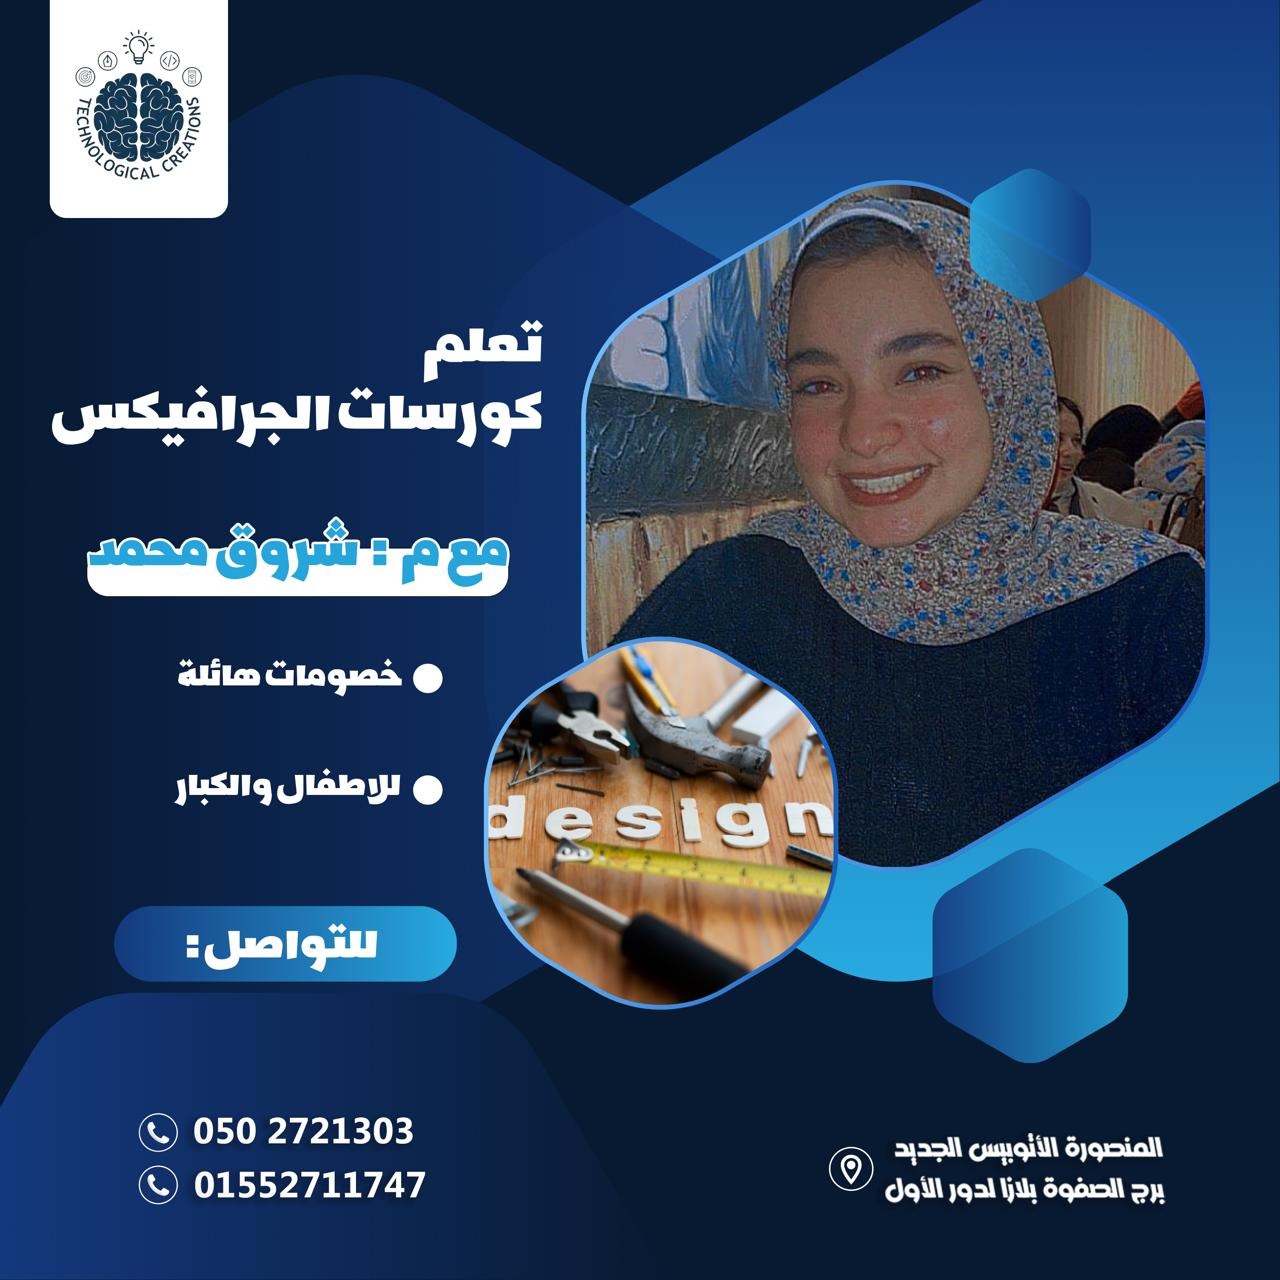 TECHNOLOGICAL CREATIONS
تعلم
كورسات الجرافيكس
مع م : شروق محمد
خصومات هائلة
للاطفال والكبار
design
للتواصل:
050 2721303
01552711747
المنصورة الأتوبيس الجديد
برج الصفوة بلازا لدور الأول